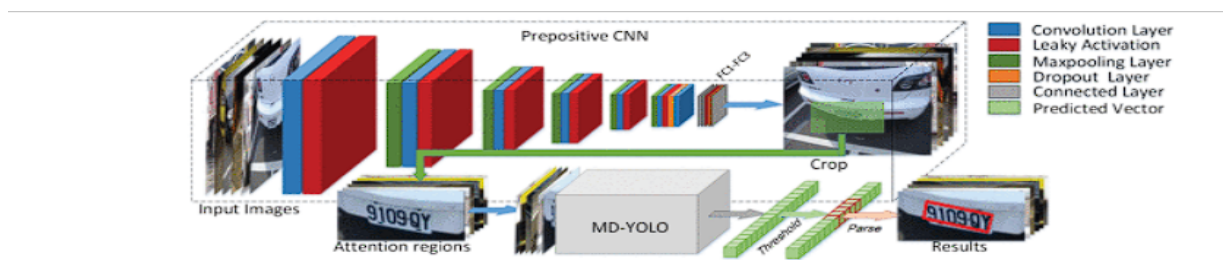 Prepositive CNN
FC1-FC3
Convolution Layer
Leaky Activation
Maxpooling Layer
Dropout Layer
Connected Layer
Predicted Vector
Crop
Input Images
9109QY
Attention regions
MD-YOLO
Threshold
Parse
9109QY
Results